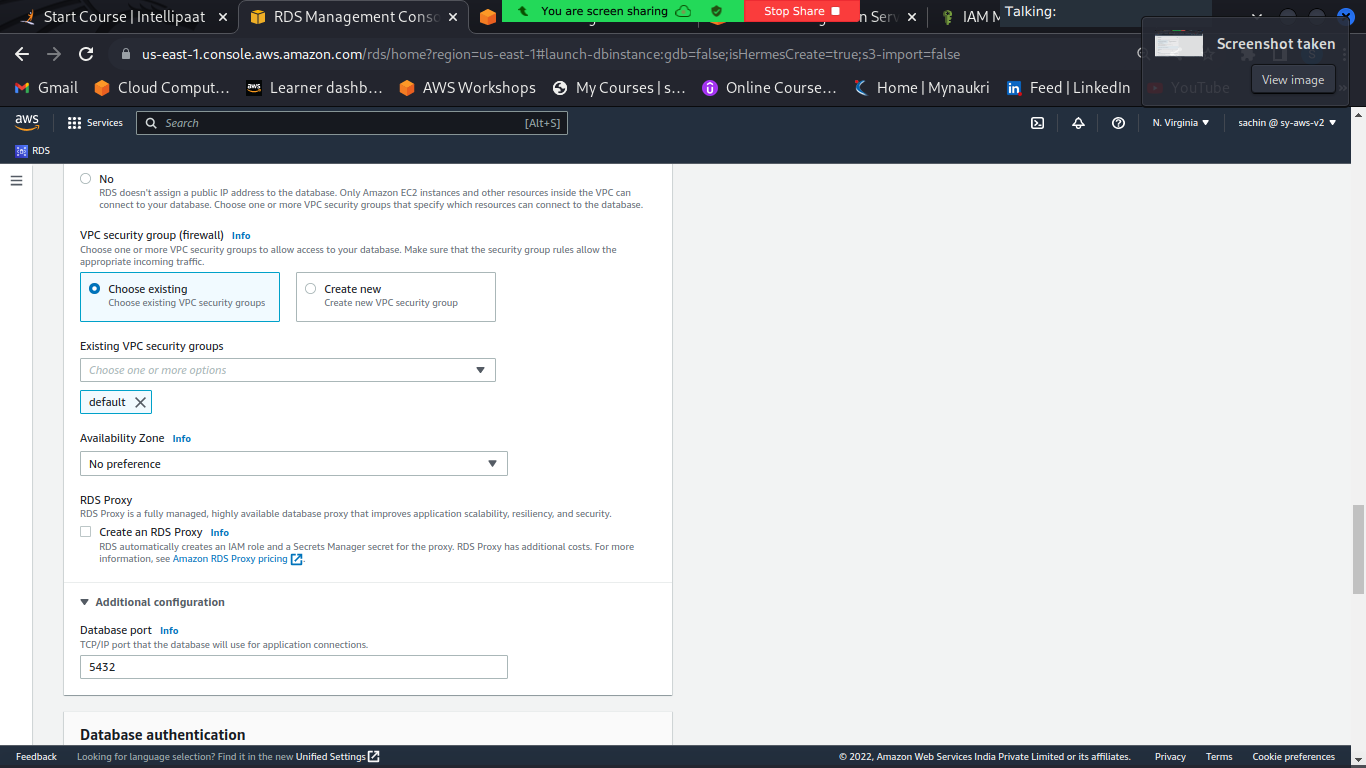 Start Course | Intellipaat
RDS Management Conso
You are screen sharing
Stop Share
Serv
IAM M
Talking:
us-east-1.console.aws.amazon.com/rds/home?region=us-east-1#launch-dbinstance:gdb=false;isHermesCreate=true;s3-import=false
Screenshot taken
View image
Gmail
Cloud Comput…
Learner dashb…
AWS Workshops
My Courses | s…
Online Course…
Home | Mynaukri
Feed | LinkedIn
YouTube
»
aws
Services
Search
[Alt+S]
N. Virginia
sachin @ sy-aws-v2
RDS
No
RDS doesn't assign a public IP address to the database. Only Amazon EC2 instances and other resources inside the VPC can
connect to your database. Choose one or more VPC security groups that specify which resources can connect to the database.
VPC security group (firewall) Info
Choose one or more VPC security groups to allow access to your database. Make sure that the security group rules allow the
appropriate incoming traffic.
Choose existing
Choose existing VPC security groups
Create new
Create new VPC security group
Existing VPC security groups
Choose one or more options
default
Availability Zone Info
No preference
RDS Proxy
RDS Proxy is a fully managed, highly available database proxy that improves application scalability, resiliency, and security.
Create an RDS Proxy Info
RDS automatically creates an IAM role and a Secrets Manager secret for the proxy. RDS Proxy has additional costs. For more
information, see Amazon RDS Proxy pricing .
Additional configuration
Database port Info
TCP/IP port that the database will use for application connections.
5432
Database authentication
Feedback
Looking for language selection? Find it in the new Unified Settings
© 2022, Amazon Web Services India Private Limited or its affiliates.
Privacy
Terms
Cookie preferences